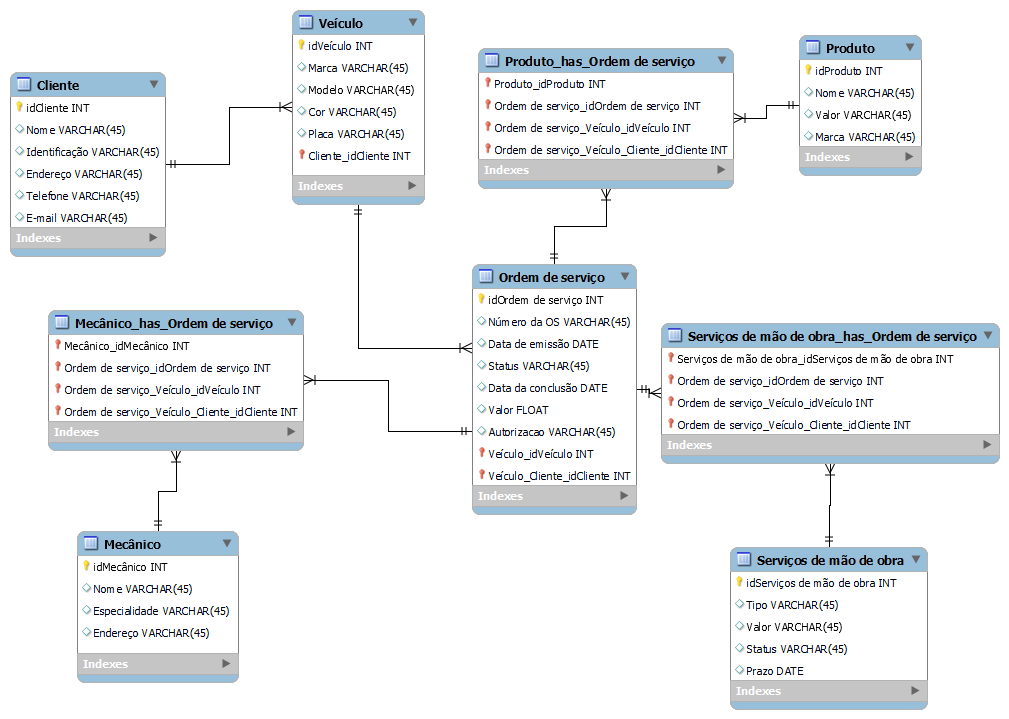 Cliente
idCliente INT
Nome VARCHAR(45)
Identificação VARCHAR(45)
Endereço VARCHAR(45)
Telefone VARCHAR(45)
E-mail VARCHAR(45)
Indexes
Veículo
idVeículo INT
Marca VARCHAR(45)
Modelo VARCHAR(45)
Cor VARCHAR(45)
Placa VARCHAR(45)
Cliente_idCliente INT
Indexes
Produto_has_Ordem de serviço
Produto_idProduto INT
Ordem de serviço_idOrdem de serviço INT
Ordem de serviço_Veículo_idVeículo INT
Ordem de serviço_Veículo_Cliente_idCliente INT
Indexes
Produto
idProduto INT
Nome VARCHAR(45)
Valor VARCHAR(45)
Marca VARCHAR(45)
Indexes
Ordem de serviço
idOrdem de serviço INT
Número da OS VARCHAR(45)
Data de emissão DATE
Status VARCHAR(45)
Data da conclusão DATE
Valor FLOAT
Autorizacao VARCHAR(45)
Veículo_idVeículo INT
Veículo_Cliente_idCliente INT
Indexes
Mecânico_has_Ordem de serviço
Mecânico_idMecânico INT
Ordem de serviço_idOrdem de serviço INT
Ordem de serviço_Veículo_idVeículo INT
Ordem de serviço_Veículo_Cliente_idCliente INT
Indexes
Serviços de mão de obra_has_Ordem de serviço
Serviços de mão de obra_idServiços de mão de obra INT
Ordem de serviço_idOrdem de serviço INT
Ordem de serviço_Veículo_idVeículo INT
Ordem de serviço_Veículo_Cliente_idCliente INT
Indexes
Mecânico
idMecânico INT
Nome VARCHAR(45)
Especialidade VARCHAR(45)
Endereço VARCHAR(45)
Indexes
Serviços de mão de obra
idServiços de mão de obra INT
Tipo VARCHAR(45)
Valor VARCHAR(45)
Status VARCHAR(45)
Prazo DATE
Indexes